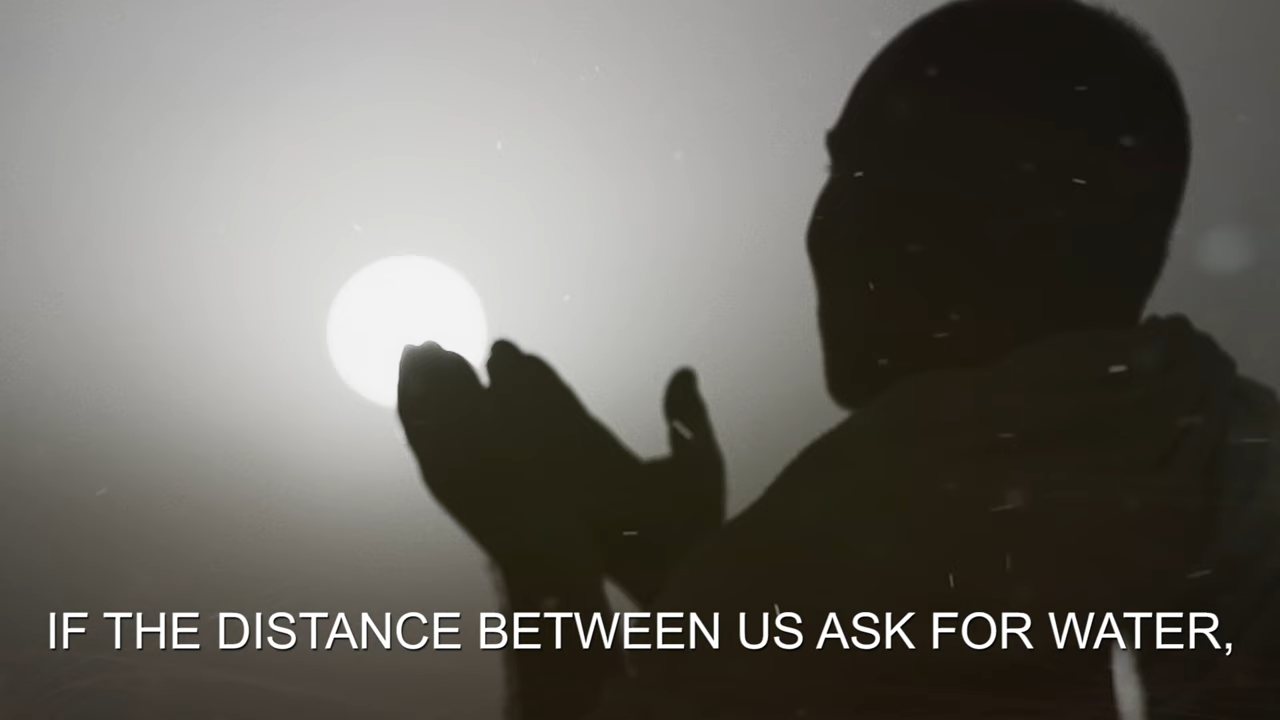 IF THE DISTANCE BETWEEN US ASK FOR WATER,